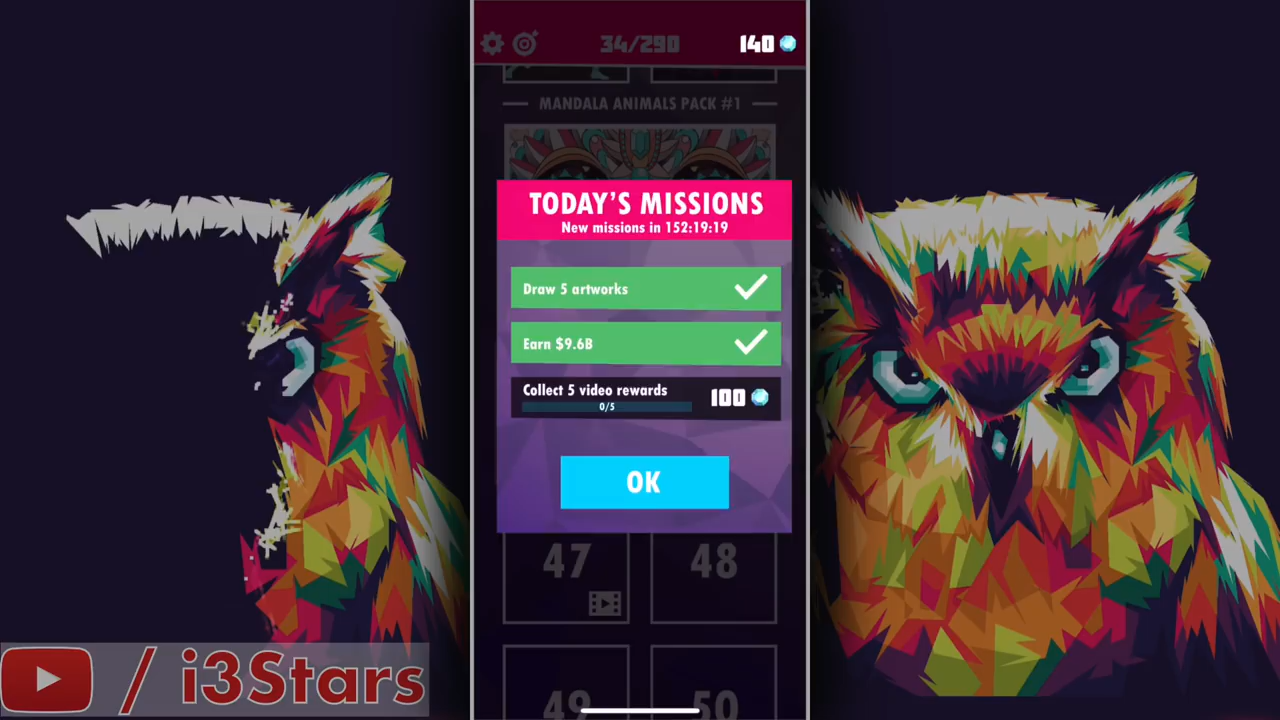 34/290
140
MANDALA ANIMALS PACK #1
TODAY'S MISSIONS
New missions in 152:19:19
Draw 5 artworks
Earn $9.6B
Collect 5 video rewards
0/5
100
OK
47
48
49
50
/ i3Stars